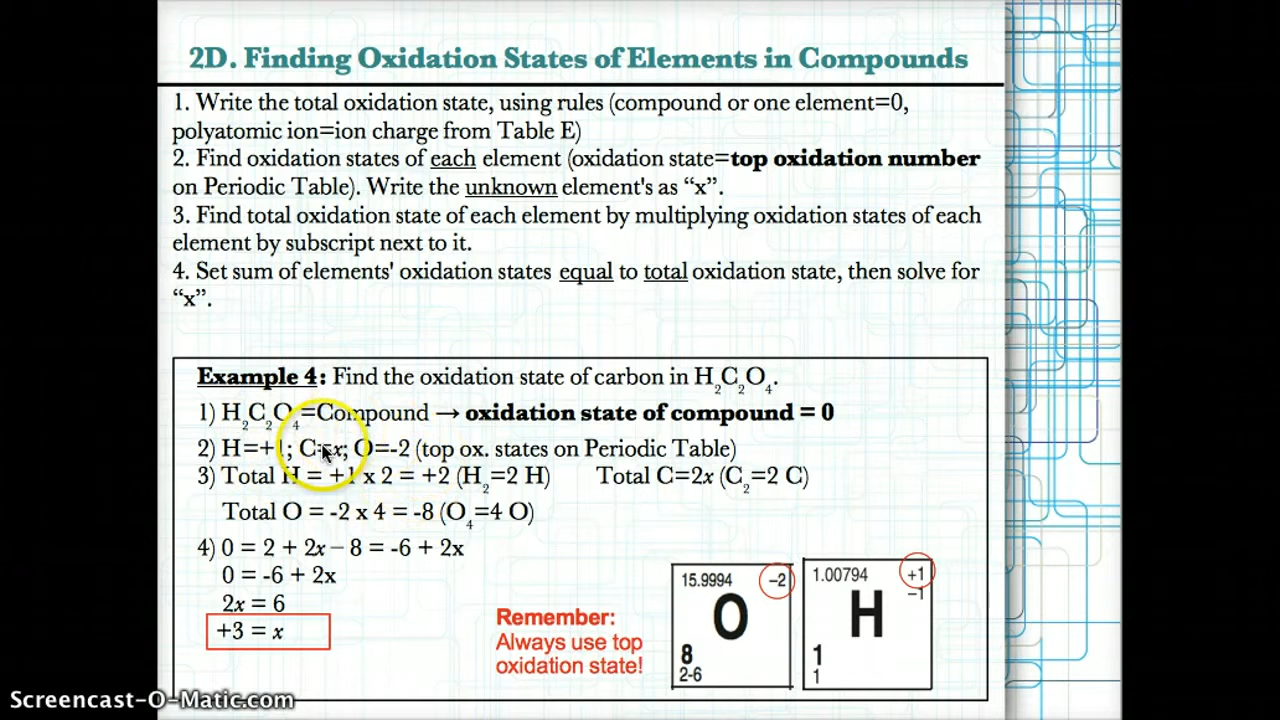 2D. Finding Oxidation States of Elements in Compounds
1. Write the total oxidation state, using rules (compound or one element=0,
polyatomic ion=ion charge from Table E)
2. Find oxidation states of each element (oxidation state=top oxidation number
on Periodic Table). Write the unknown element's as “x”.
3. Find total oxidation state of each element by multiplying oxidation states of each
element by subscript next to it.
4. Set sum of elements' oxidation states equal to total oxidation state, then solve for
“x”.
Example 4: Find the oxidation state of carbon in H₂C₂O₄.
1) H₂C₂O₄=Compound → oxidation state of compound = 0
2) H=+1; C=x; O=-2 (top ox. states on Periodic Table)
3) Total H = +1 x 2 = +2 (H₂=2 H) Total C=2x (C₂=2 C)
Total O = -2 x 4 = -8 (O₄=4 O)
4) 0 = 2 + 2x – 8 = -6 + 2x
0 = -6 + 2x
2x = 6
+3 = x
Remember:
Always use top
oxidation state!
15.9994 –2
O
8
2-6
1.00794 +1
–1
H
1
1
Screencast-O-Matic.com